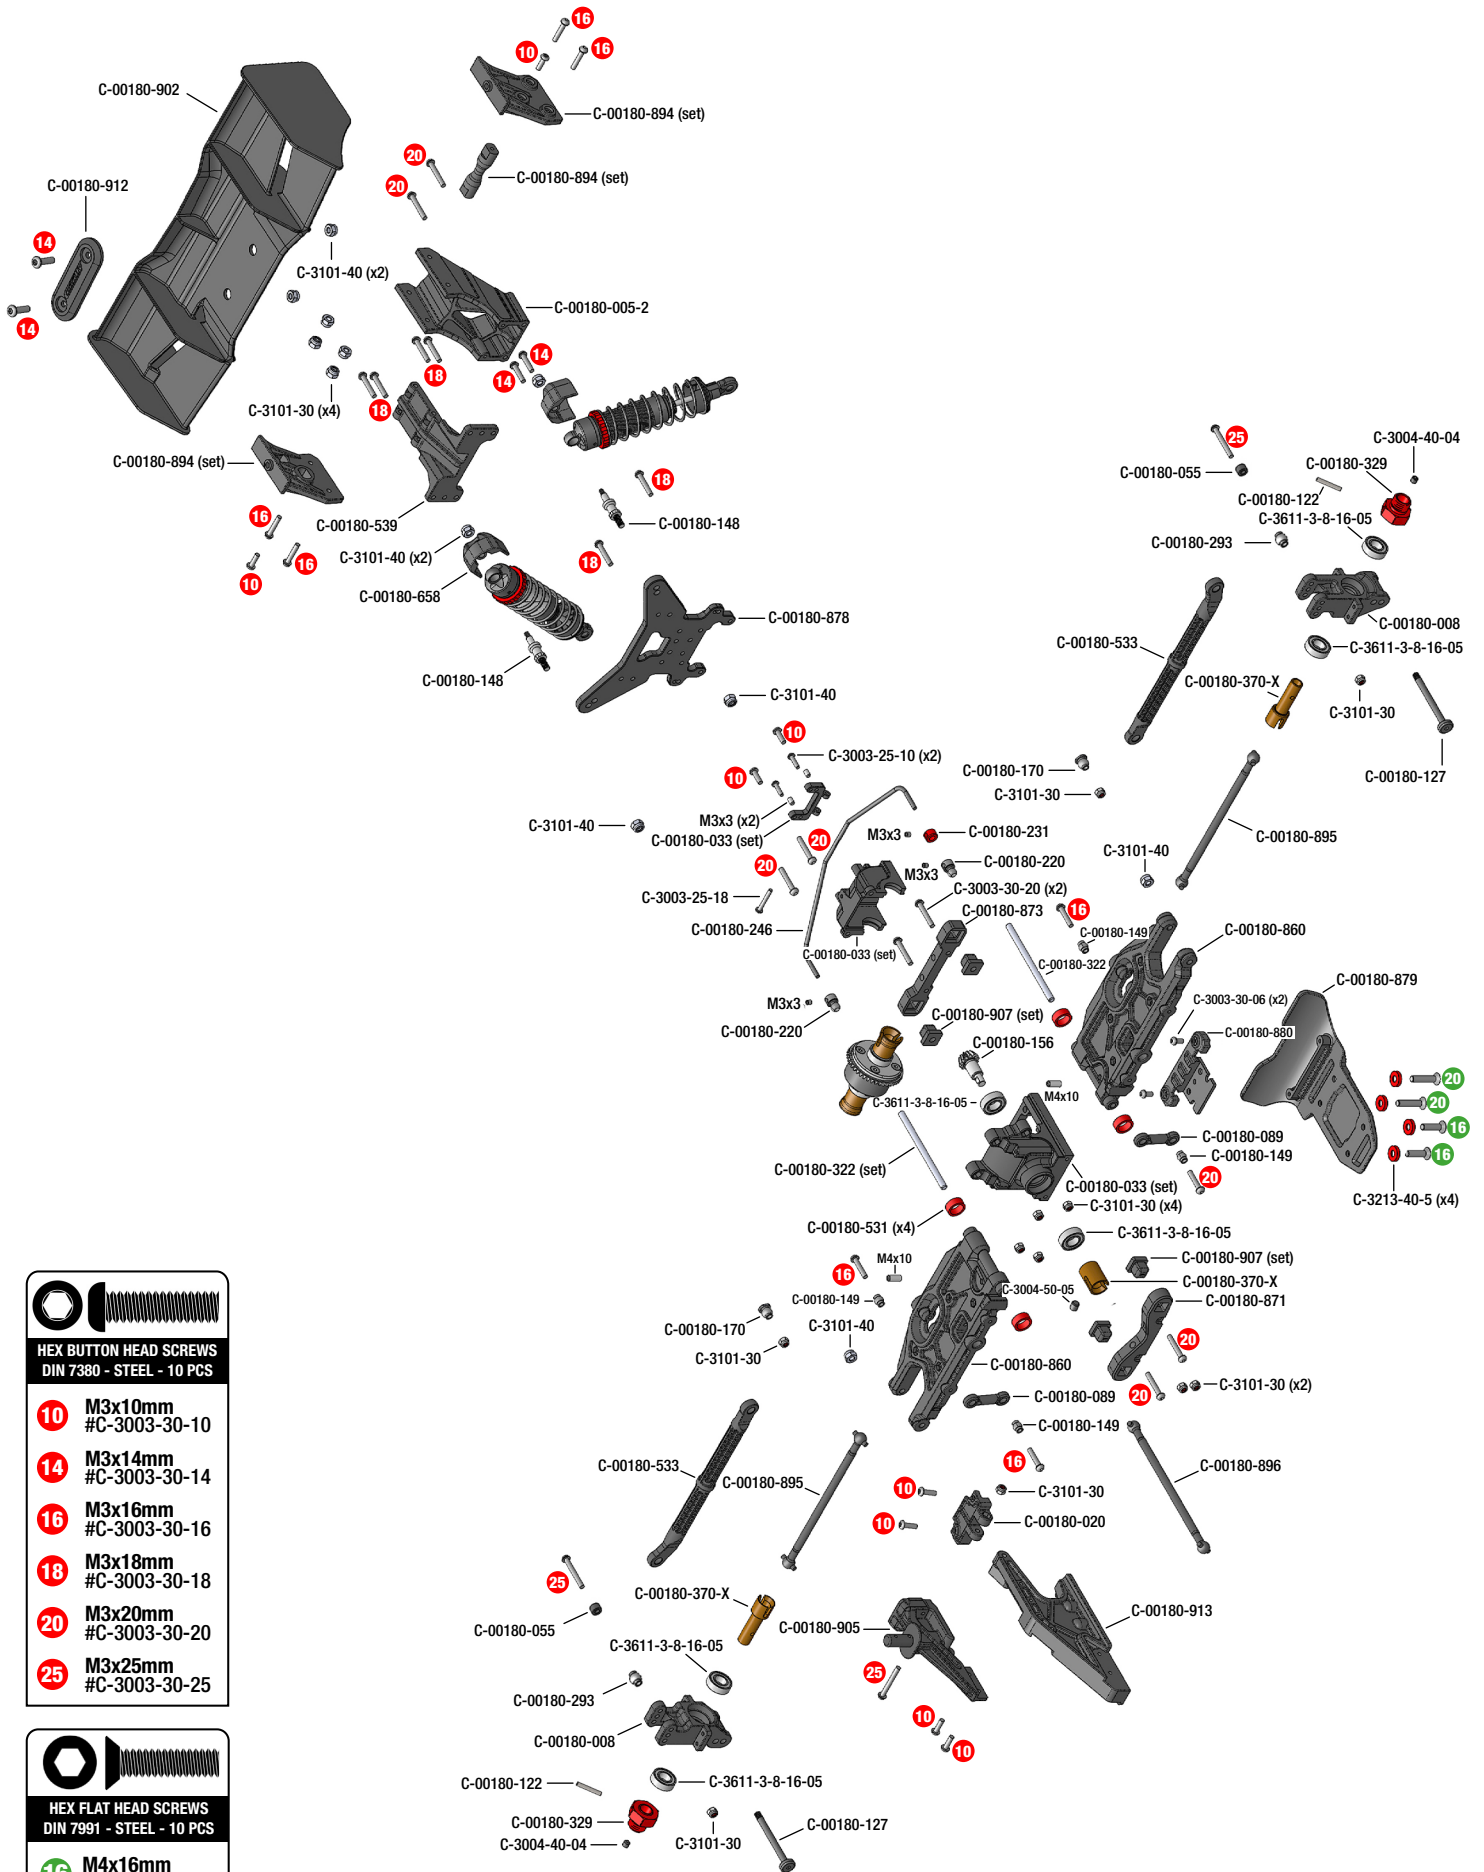 16
10
16
C-00180-902
C-00180-894 (set)
20
C-00180-894 (set)
20
C-00180-912
14
C-3101-40 (x2)
C-00180-005-2
14
18
14
14
C-3101-30 (x4)
18
C-00180-894 (set)
18
C-00180-539
C-00180-148
16
16
10
C-3101-40 (x2)
18
C-00180-658
C-00180-878
C-00180-148
C-3101-40
25
C-3004-40-04
C-00180-329
C-00180-055
C-00180-122
C-3611-3-8-16-05
C-00180-293
C-00180-008
C-00180-533
C-3611-3-8-16-05
C-00180-370-X
C-3101-30
C-00180-127
10
C-3003-25-10 (x2)
10
C-00180-170
C-3101-30
M3x3 (x2)
C-3101-40
C-00180-033 (set)
20
M3x3
C-00180-231
C-00180-895
20
M3x3
C-00180-220
C-3101-40
C-3003-25-18
C-3003-30-20 (x2)
C-00180-873
16
C-00180-246
C-00180-149
C-00180-860
C-00180-033 (set)
C-00180-322
C-00180-879
M3x3
C-3003-30-06 (x2)
C-00180-220
C-00180-907 (set)
C-00180-880
C-00180-156
20
C-3611-3-8-16-05
M4x10
20
16
C-00180-089
C-00180-149
16
C-00180-322 (set)
20
C-00180-033 (set)
C-3213-40-5 (x4)
C-3101-30 (x4)
C-00180-531 (x4)
C-3611-3-8-16-05
16
M4x10
C-00180-907 (set)
C-00180-370-X
C-3004-50-05
C-00180-149
C-00180-871
C-00180-170
C-3101-40
20
C-3101-30
C-00180-860
C-3101-30 (x2)
C-00180-089
20
C-00180-149
C-00180-533
16
C-00180-895
C-00180-896
10
C-3101-30
C-00180-020
10
25
C-00180-370-X
C-00180-913
C-00180-055
C-00180-905
C-3611-3-8-16-05
25
C-00180-293
10
C-00180-008
10
C-00180-122
C-3611-3-8-16-05
C-00180-329
C-3004-40-04
C-3101-30
C-00180-127
HEX BUTTON HEAD SCREWS
DIN 7380 - STEEL - 10 PCS
10 M3x10mm
#C-3003-30-10
14 M3x14mm
#C-3003-30-14
16 M3x16mm
#C-3003-30-16
18 M3x18mm
#C-3003-30-18
20 M3x20mm
#C-3003-30-20
25 M3x25mm
#C-3003-30-25
HEX FLAT HEAD SCREWS
DIN 7991 - STEEL - 10 PCS
16 M4x16mm